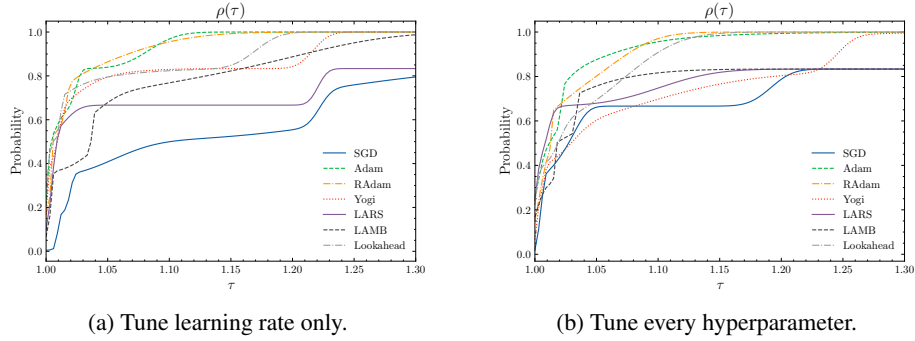 ρ(τ)
Probability
1.0
0.8
0.6
0.4
0.2
0.0
SGD
Adam
RAdam
Yogi
LARS
LAMB
Lookahead
1.00 1.05 1.10 1.15 1.20 1.25 1.30
τ
(a) Tune learning rate only.
ρ(τ)
Probability
1.0
0.8
0.6
0.4
0.2
0.0
SGD
Adam
RAdam
Yogi
LARS
LAMB
Lookahead
1.00 1.05 1.10 1.15 1.20 1.25 1.30
τ
(b) Tune every hyperparameter.